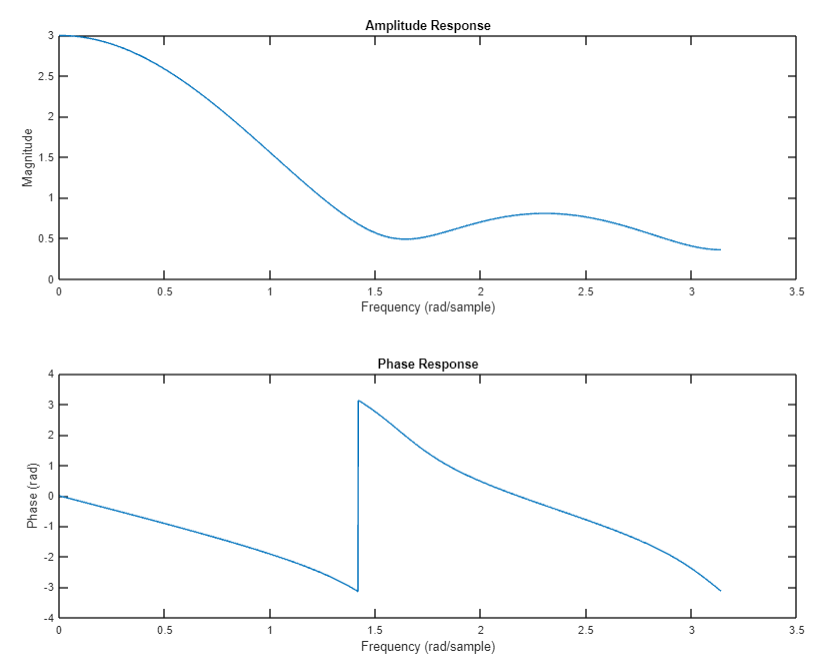 Amplitude Response
3
2.5
2
1.5
1
0.5
0
Magnitude
0 0.5 1 1.5 2 2.5 3 3.5
Frequency (rad/sample)
Phase Response
4
3
2
1
0
-1
-2
-3
-4
Phase (rad)
0 0.5 1 1.5 2 2.5 3 3.5
Frequency (rad/sample)